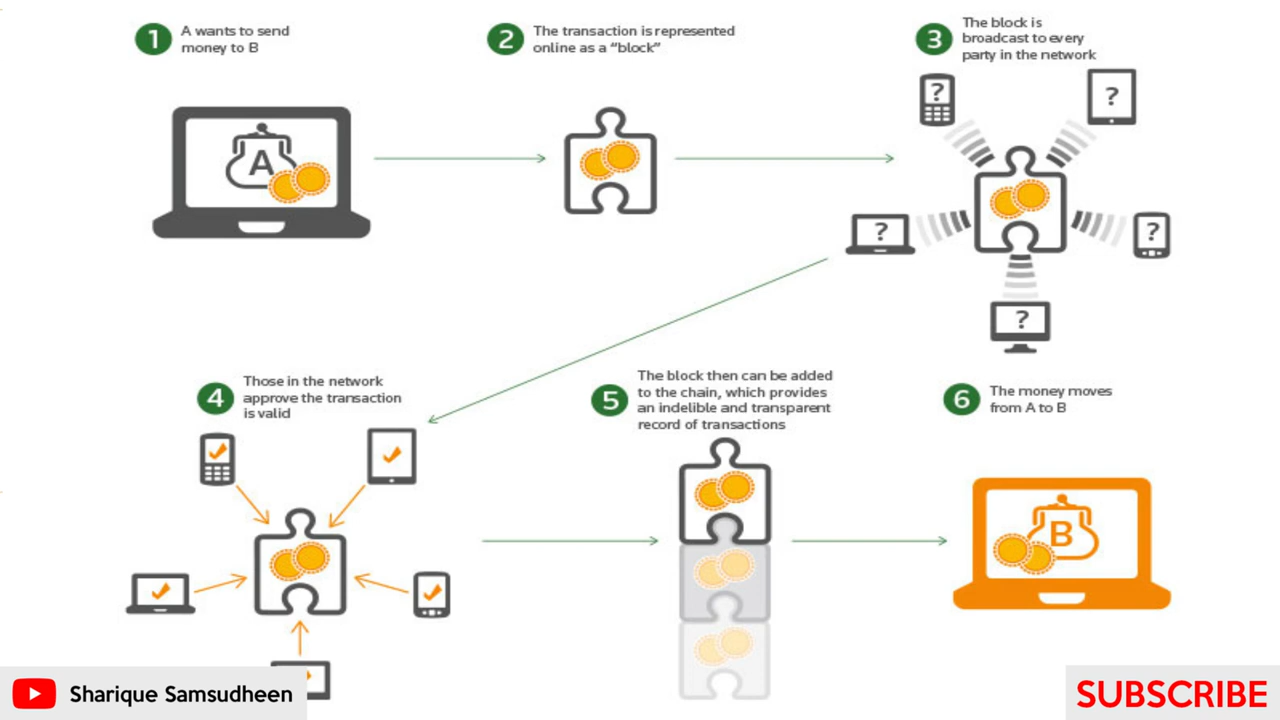 1
A wants to send
money to B
2
The transaction is represented
online as a “block”
3
The block is
broadcast to every
party in the network
?
?
A
?
?
?
4
Those in the network
approve the transaction
is valid
5
The block then can be added
to the chain, which provides
an indelible and transparent
record of transactions
6
The money moves
from A to B
B
Sharique Samsudheen
SUBSCRIBE